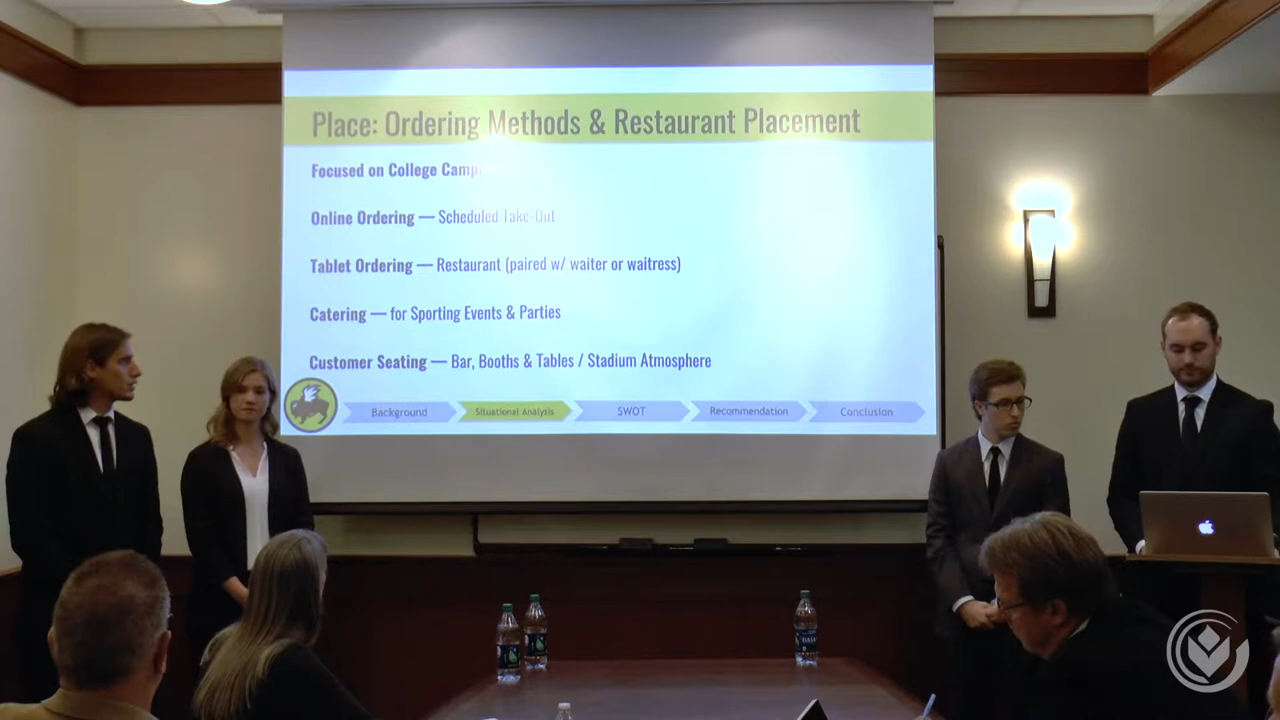 Place: Ordering Methods & Restaurant Placement
Focused on College
Online Ordering — Scheduled Take-Out
Tablet Ordering — Restaurant (paired w/ waiter or waitress)
Catering — for Sporting Events & Parties
Customer Seating — Bar, Booths & Tables / Stadium Atmosphere
Background
Situational Analysis
SWOT
Recommendation
Conclusion